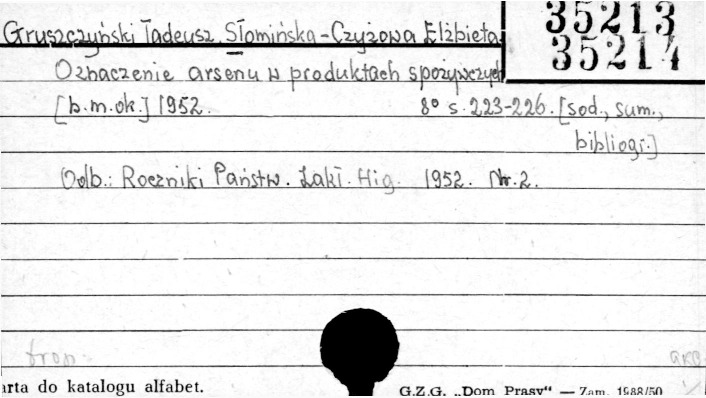 Gruszczyński Tadeusz, Słomińska-Czyżowa Elżbieta
35213
35214
Oznaczenie arsenu w produktach spożywczych
[b.m.ok.] 1952. 8° s. 223-226. [sod., sum.,
bibliogr.]
Odb.: Roczniki Państw. Zakł. Hig. 1952. Nr. 2.
arta do katalogu alfabet.
G.Z.G. „Dom Prasy“ — Zam. 1988/50